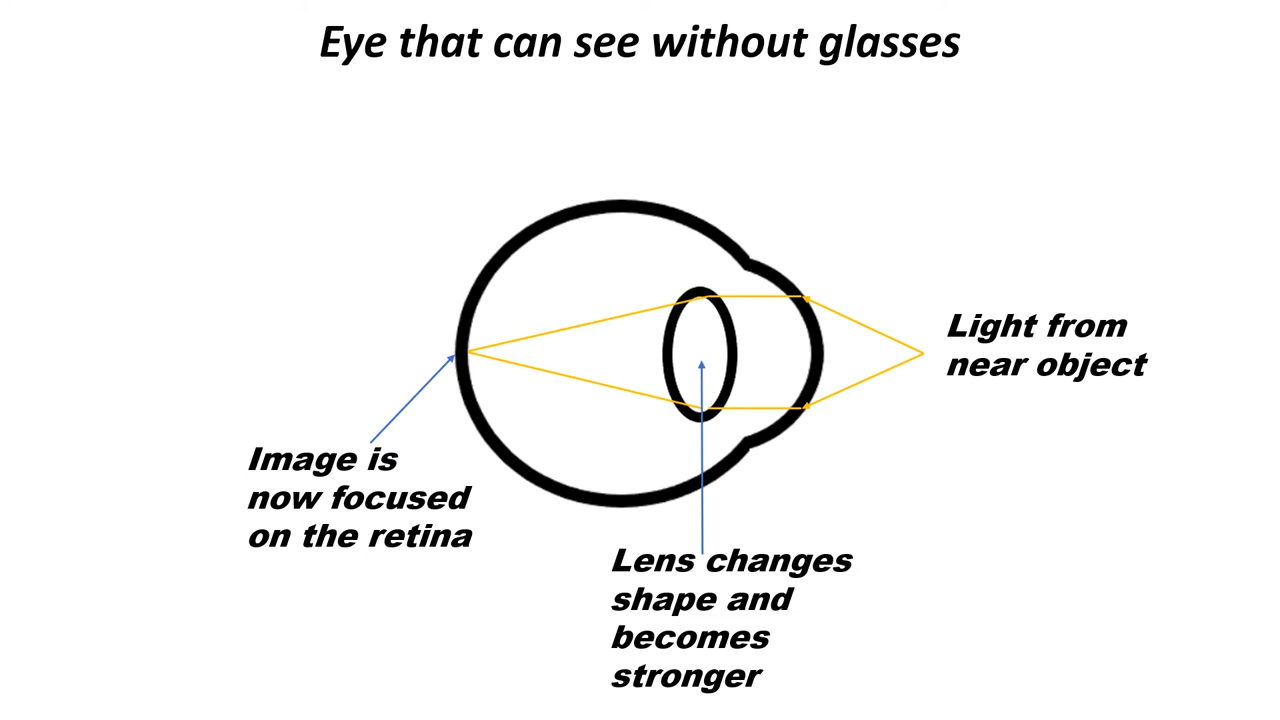 Eye that can see without glasses
Light from
near object
Image is
now focused
on the retina
Lens changes
shape and
becomes
stronger